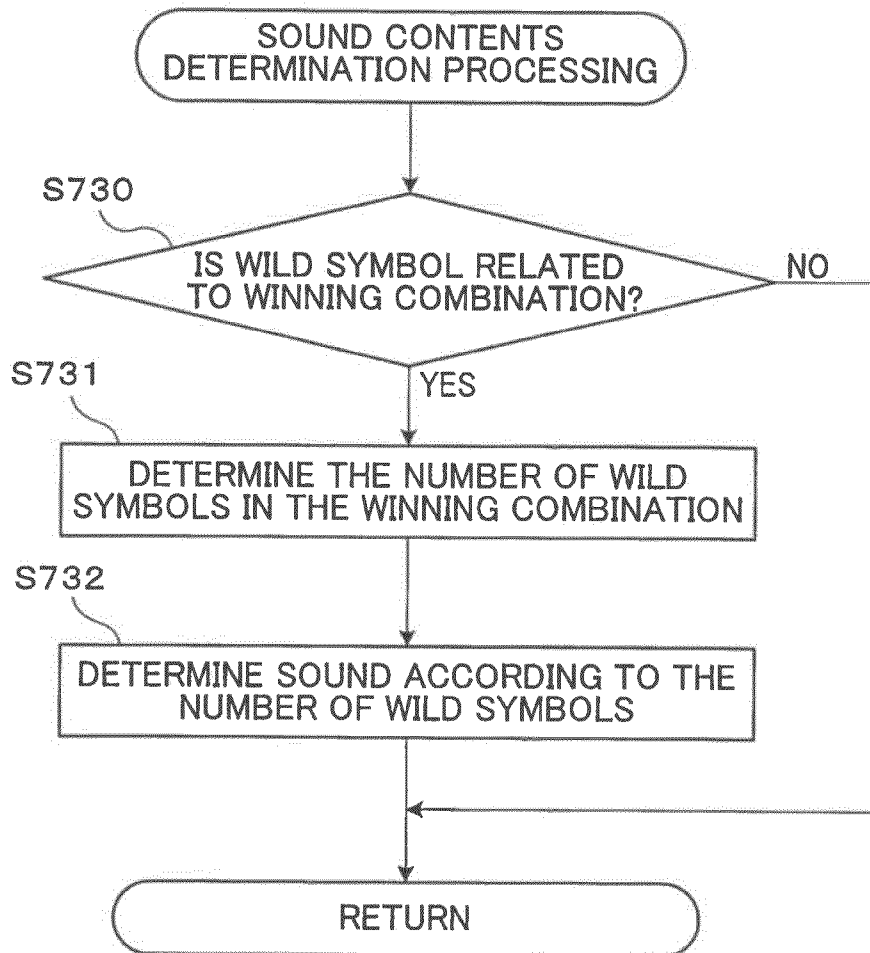 SOUND CONTENTS
DETERMINATION PROCESSING
S730
IS WILD SYMBOL RELATED
TO WINNING COMBINATION?
NO
YES
S731
DETERMINE THE NUMBER OF WILD
SYMBOLS IN THE WINNING COMBINATION
S732
DETERMINE SOUND ACCORDING TO THE
NUMBER OF WILD SYMBOLS
RETURN